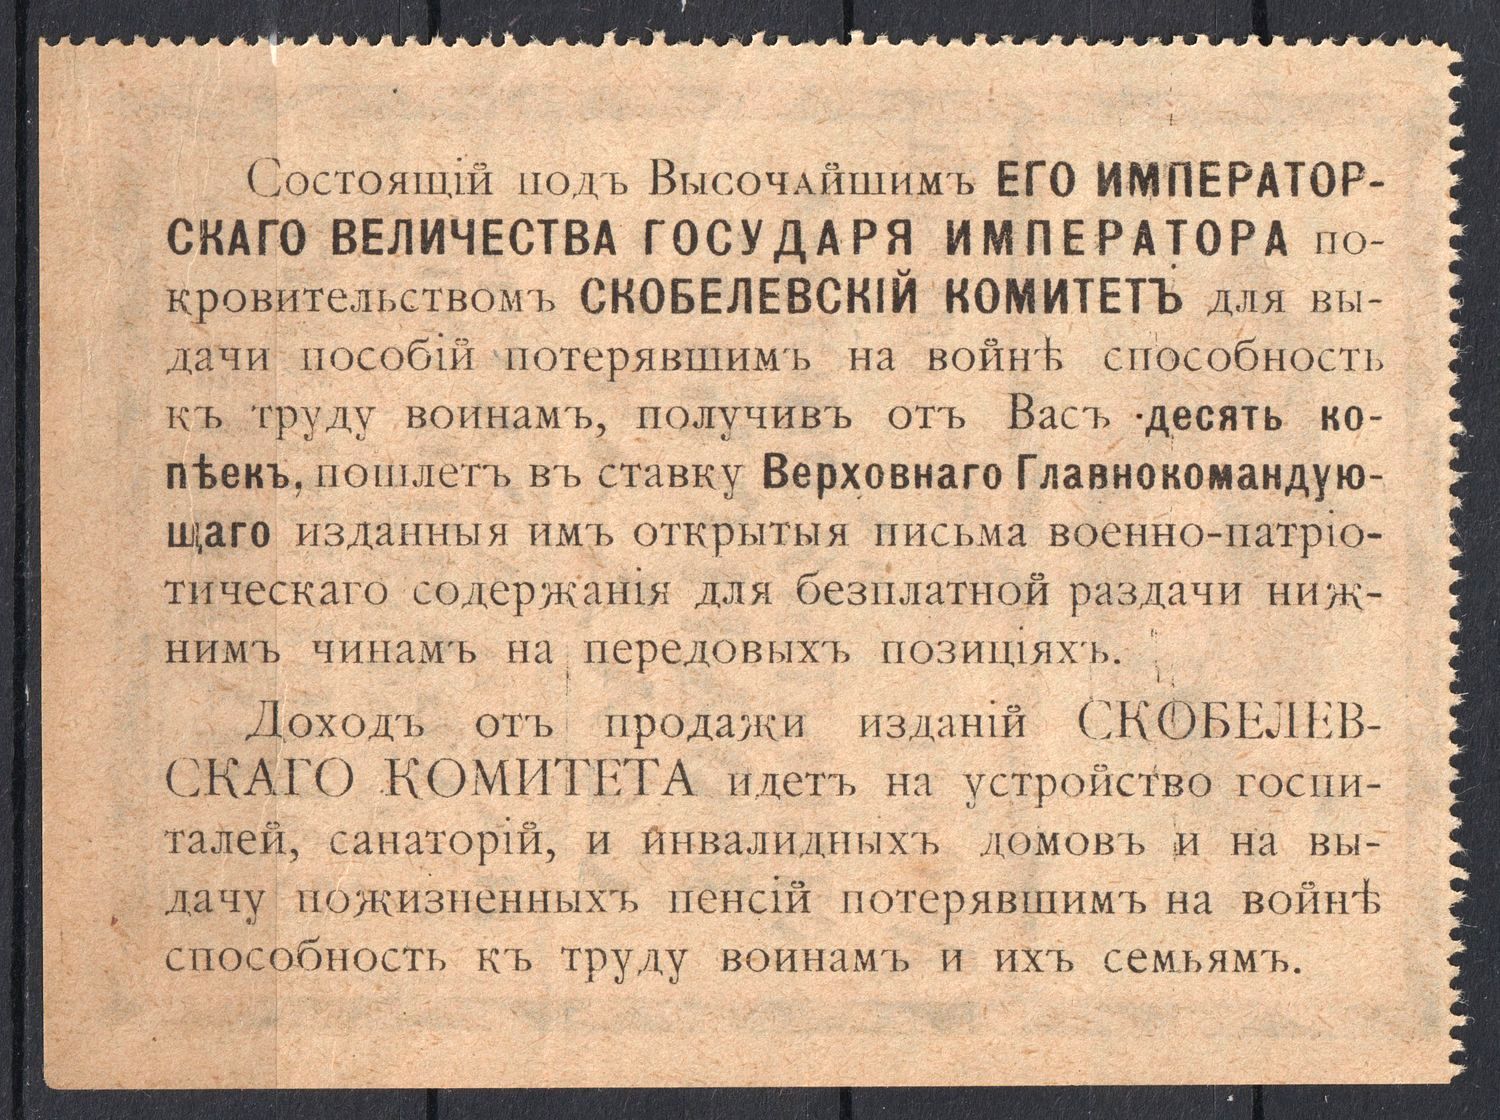 Состоящій подъ Высочайшимъ ЕГО ИМПЕРАТОР-
СКАГО ВЕЛИЧЕСТВА ГОСУДАРЯ ИМПЕРАТОРА по-
кровительствомъ СКОБЕЛЕВСКІЙ КОМИТЕТЪ для вы-
дачи пособій потерявшимъ на войнѣ способность
къ труду воинамъ, получивъ отъ Васъ десять ко-
пѣекъ, пошлетъ въ ставку Верховнаго Главнокомандую-
щаго изданныя имъ открытыя письма военно-патріо-
тическаго содержанія для безплатной раздачи ниж-
нимъ чинамъ на передовыхъ позиціяхъ.
Доходъ отъ продажи изданій СКОБЕЛЕВ-
СКАГО КОМИТЕТА идетъ на устройство госпи-
талей, санаторій, и инвалидныхъ домовъ и на вы-
дачу пожизненныхъ пенсій потерявшимъ на войнѣ
способность къ труду воинамъ и ихъ семьямъ.